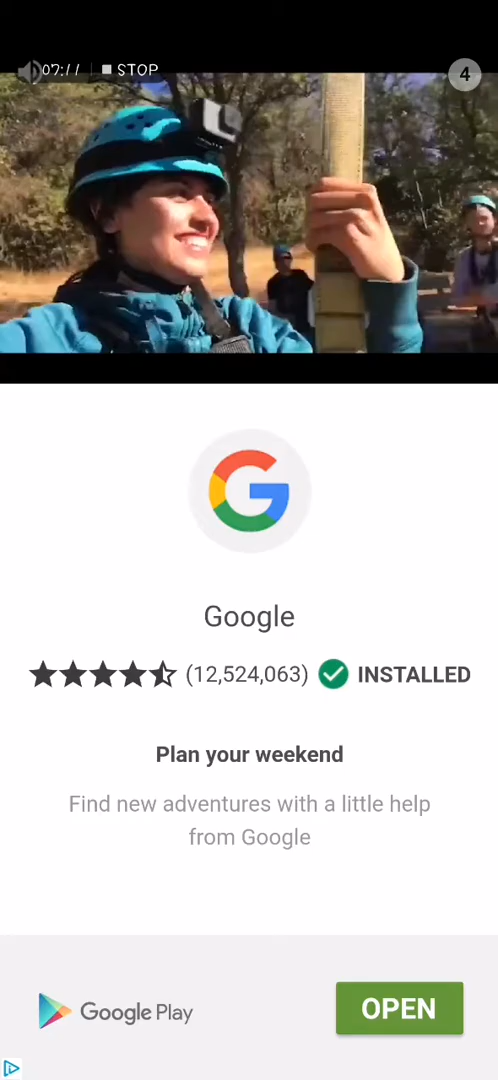 STOP
4
Google
(12,524,063) INSTALLED
Plan your weekend
Find new adventures with a little help
from Google
Google Play
OPEN